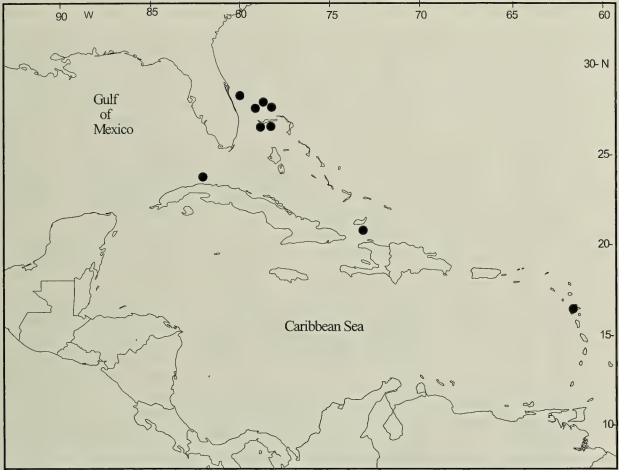 90 W 85 80 75 70 65 60
30- N
Gulf
of
Mexico
25-
20-
Caribbean Sea
15-
10-